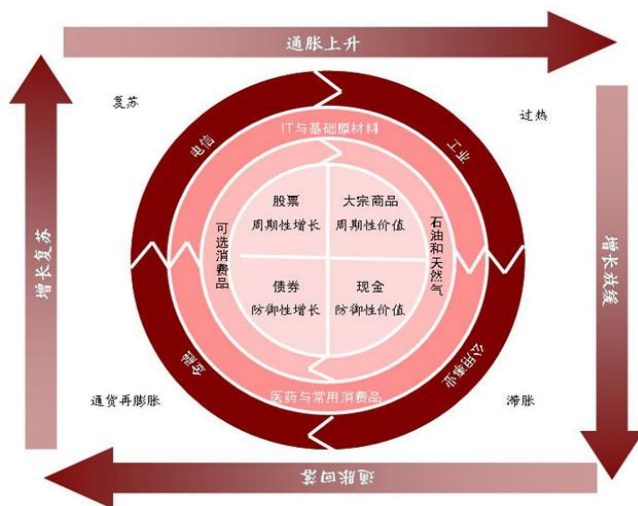 通胀上升
复苏
过热
电信
IT与基础原材料
工业
股票
周期性增长
大宗商品
周期性价值
可选消费品
石油和天然气
增长复苏
增长放缓
债券
防御性增长
现金
防御性价值
金融
公用事业
医药与常用消费品
通货再膨胀
滞胀
通胀回落